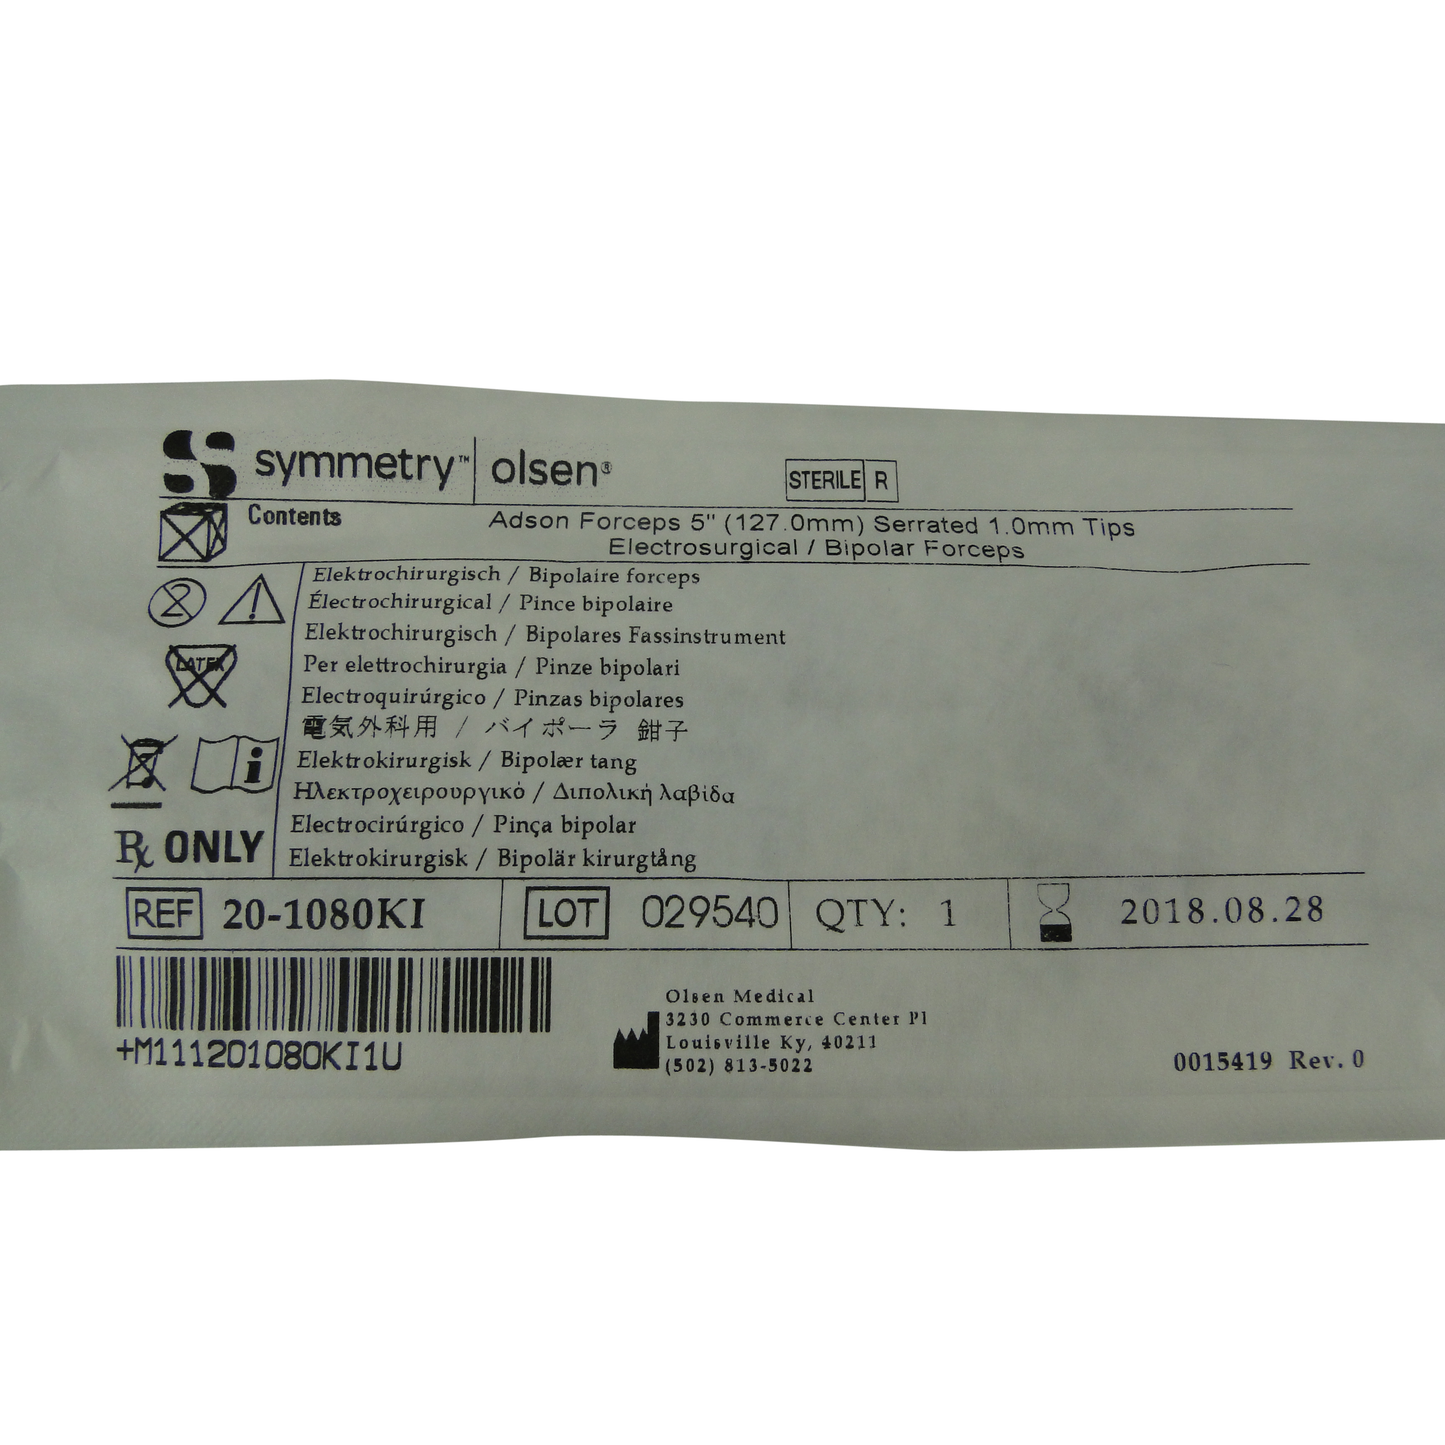 symmetry™ olsen®
STERILE R
Contents
Adson Forceps 5" (127.0mm) Serrated 1.0mm Tips
Electrosurgical / Bipolar Forceps
2
LATEX
Elektrochirurgisch / Bipolaire forceps
Électrochirurgical / Pince bipolaire
Elektrochirurgisch / Bipolares Fassinstrument
Per elettrochirurgia / Pinze bipolari
Electroquirúrgico / Pinzas bipolares
電気外科用 / バイポーラ 鉗子
Elektrokirurgisk / Bipolær tang
Ηλεκτροχειρουργικό / Διπολική λαβίδα
Electrocirúrgico / Pinça bipolar
Elektrokirurgisk / Bipolär kirurgtång
℞ ONLY
REF 20-1080KI LOT 029540 QTY: 1 2018.08.28
+M111201080KI1U
Olsen Medical
3230 Commerce Center Pl
Louisville Ky, 40211
(502) 813-5022
0015419 Rev. 0